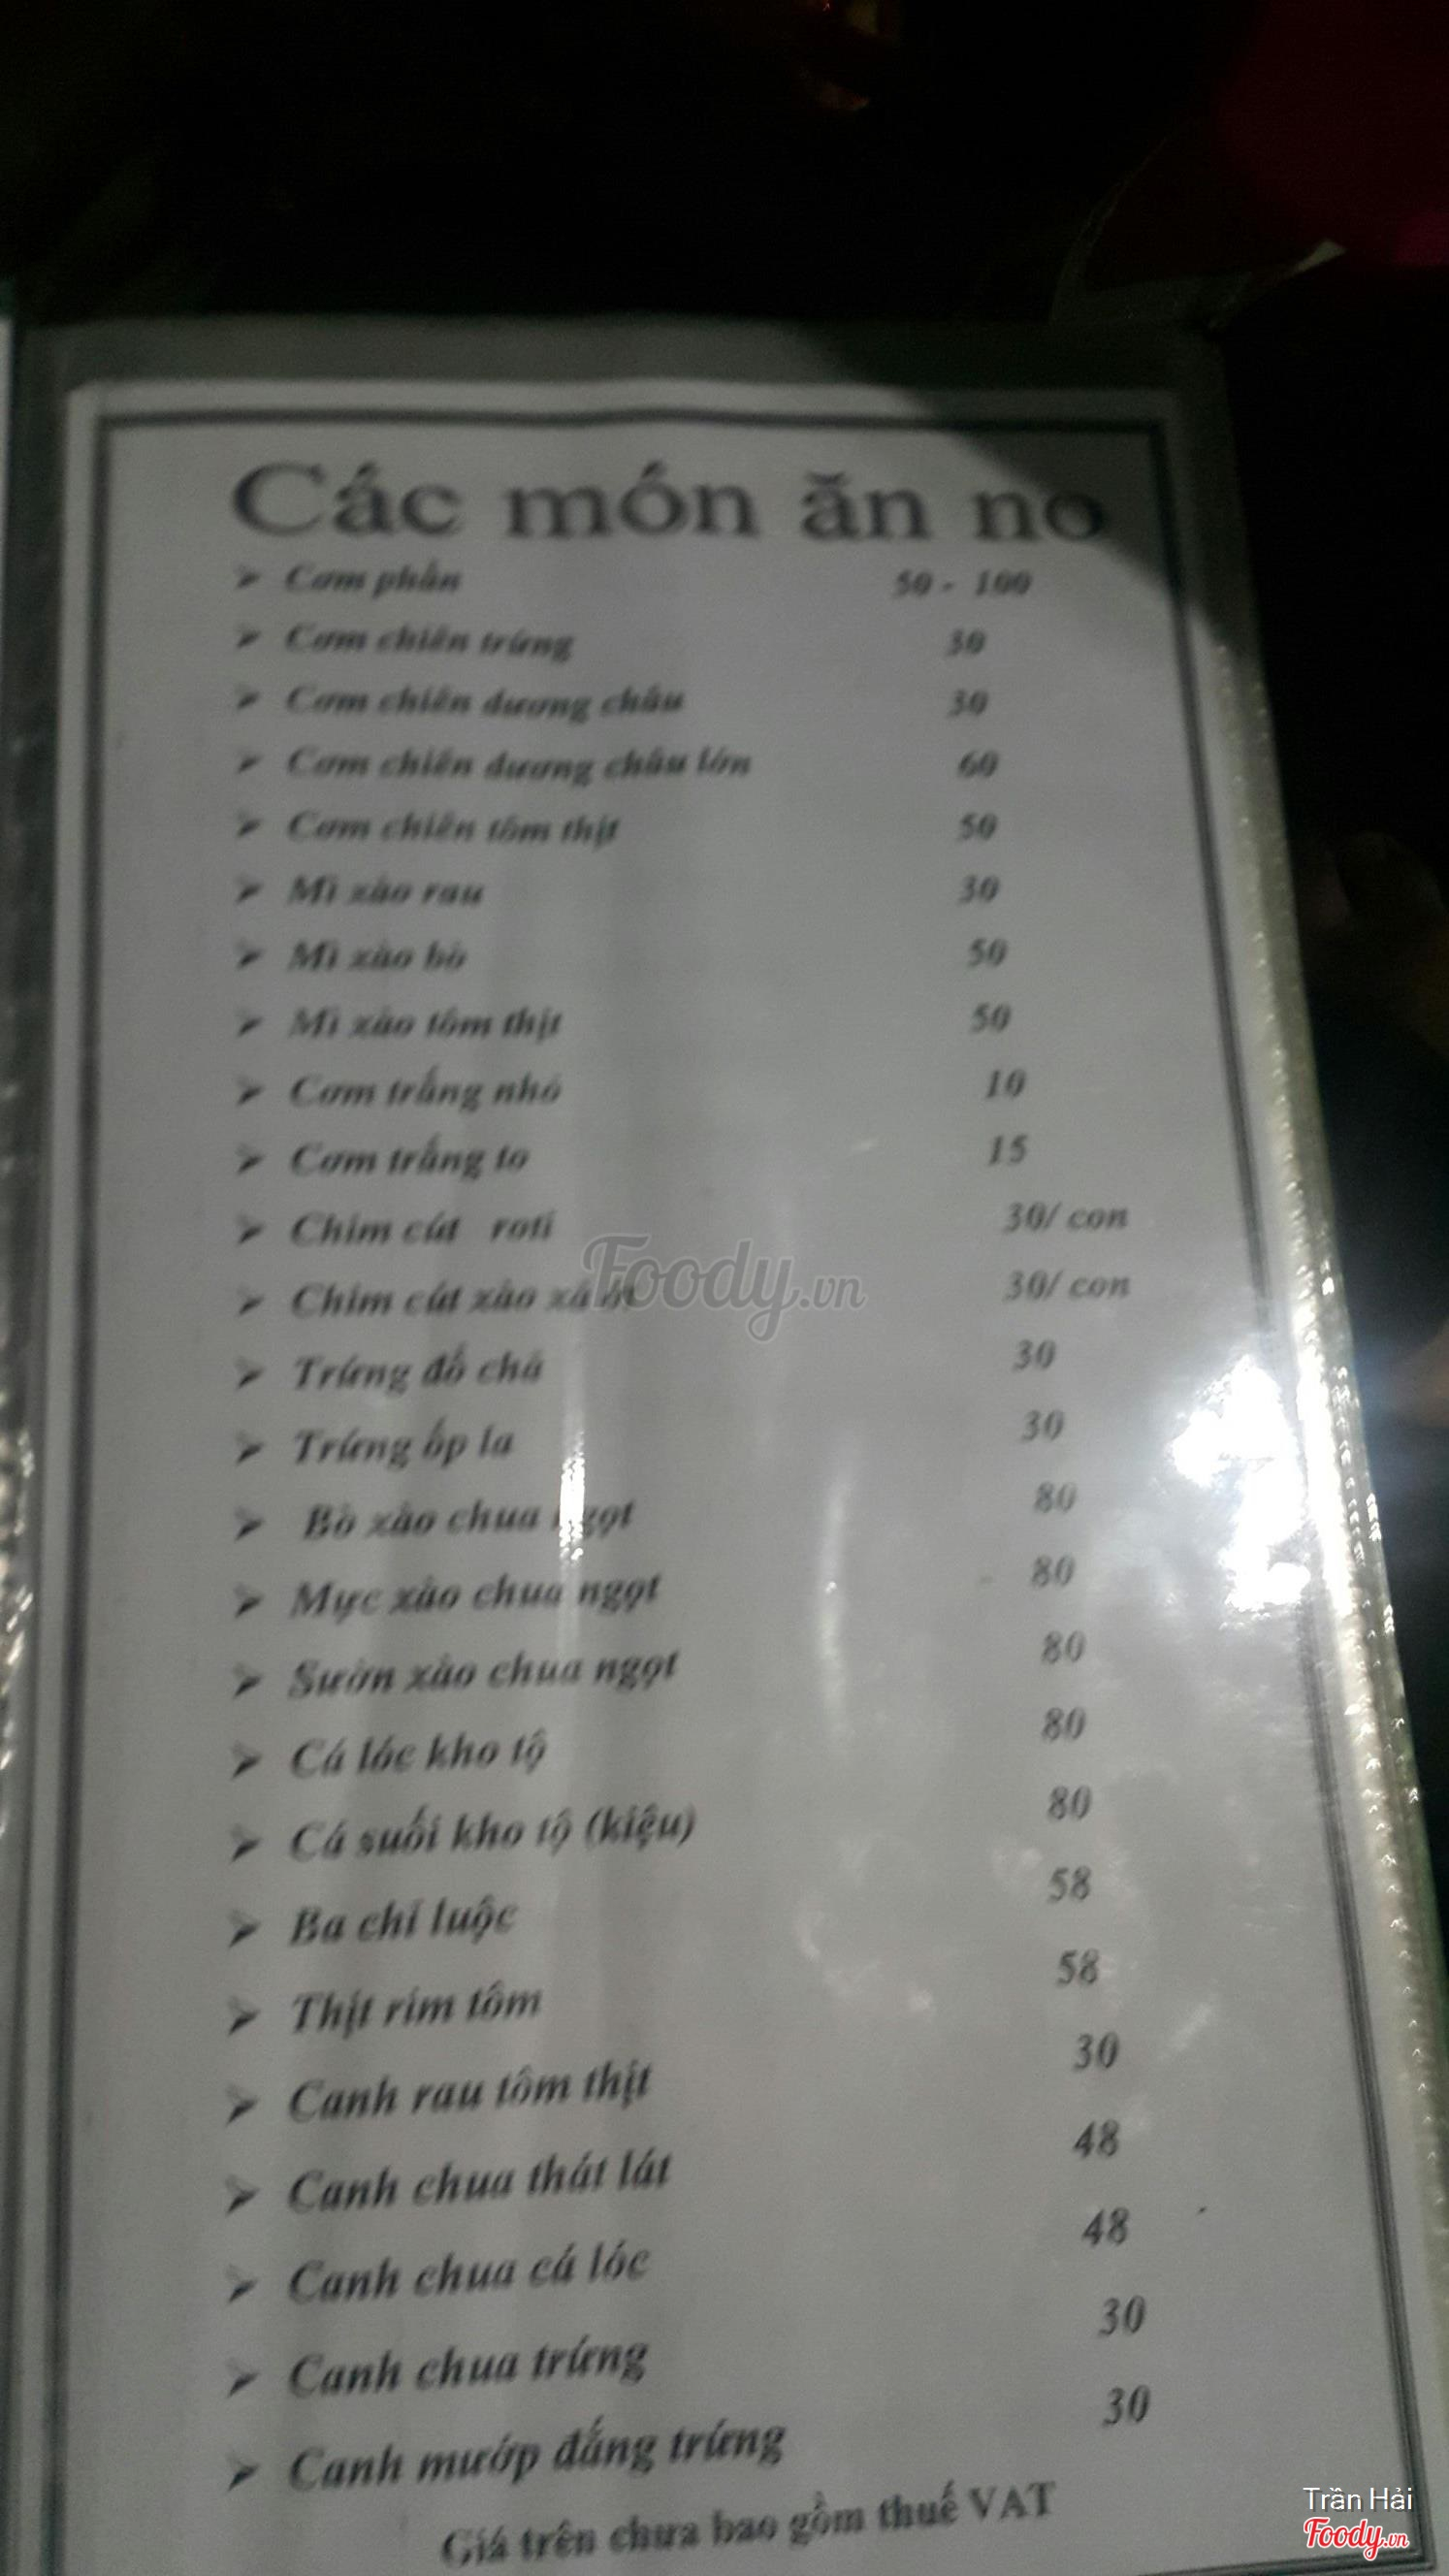 Các món ăn no
➢ Cơm phần 50 - 100
➢ Cơm chiên trứng 30
➢ Cơm chiên dương châu 30
➢ Cơm chiên dương châu lớn 60
➢ Cơm chiên tôm thịt 50
➢ Mì xào rau 30
➢ Mì xào bò 50
➢ Mì xào tôm thịt 50
➢ Cơm trắng nhỏ 10
➢ Cơm trắng to 15
➢ Chim cút roti 30/ con
➢ Chim cút xào xả 30/ con
➢ Trứng đổ chả 30
➢ Trứng ốp la 30
➢ Bò xào chua ngọt 80
➢ Mực xào chua ngọt 80
➢ Sườn xào chua ngọt 80
➢ Cá lóc kho tộ 80
➢ Cá suối kho tộ (kiệu) 80
➢ Ba chỉ luộc 58
➢ Thịt rim tôm 58
➢ Canh rau tôm thịt 30
➢ Canh chua thát lát 48
➢ Canh chua cá lóc 48
➢ Canh chua trứng 30
➢ Canh mướp đắng trứng 30
Giá trên chưa bao gồm thuế VAT
Foody.vn
Trần Hải
Foody.vn